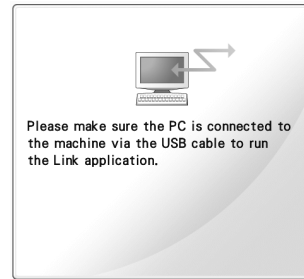 Please make sure the PC is connected to
the machine via the USB cable to run
the Link application.